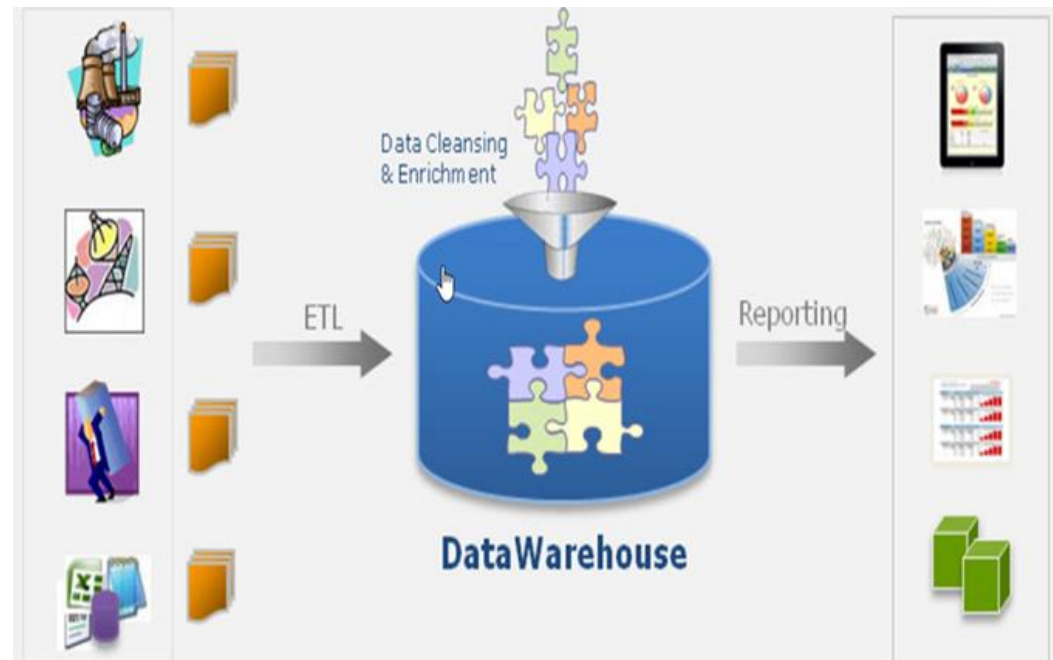 Data Cleansing
& Enrichment
ETL
Reporting
DataWarehouse